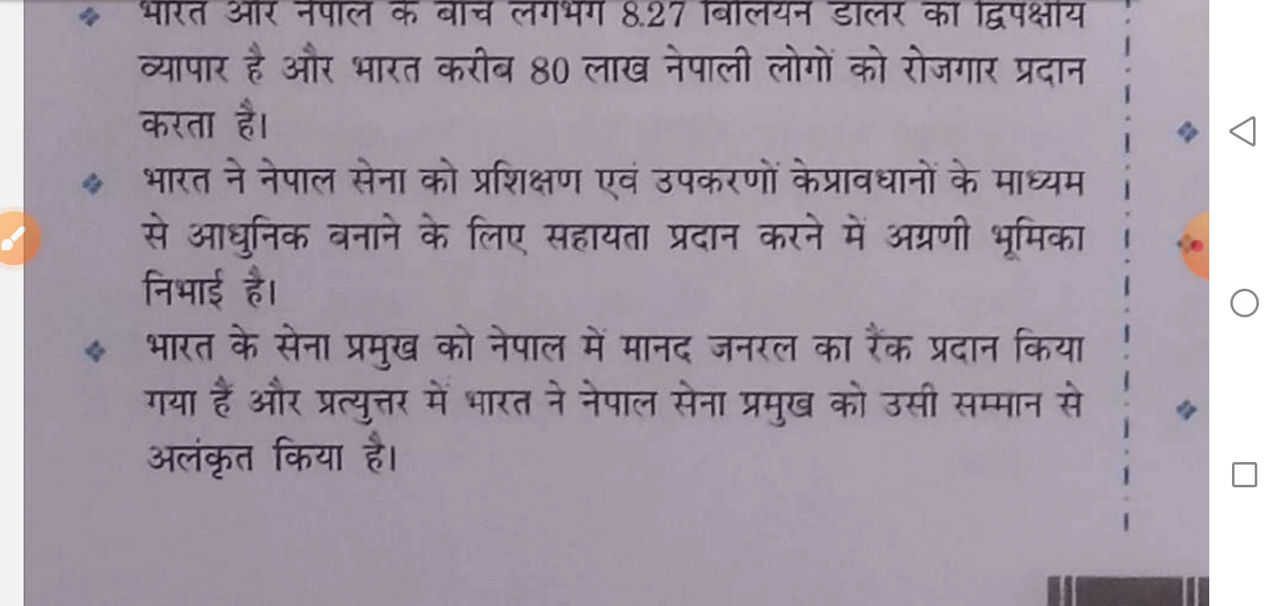 भारत और नेपाल के बीच लगभग 8.27 बिलियन डॉलर का द्विपक्षीय
व्यापार है और भारत करीब 80 लाख नेपाली लोगों को रोजगार प्रदान
करता है।
भारत ने नेपाल सेना को प्रशिक्षण एवं उपकरणों केप्रावधानों के माध्यम
से आधुनिक बनाने के लिए सहायता प्रदान करने में अग्रणी भूमिका
निभाई है।
भारत के सेना प्रमुख को नेपाल में मानद जनरल का रैंक प्रदान किया
गया है और प्रत्युत्तर में भारत ने नेपाल सेना प्रमुख को उसी सम्मान से
अलंकृत किया है।